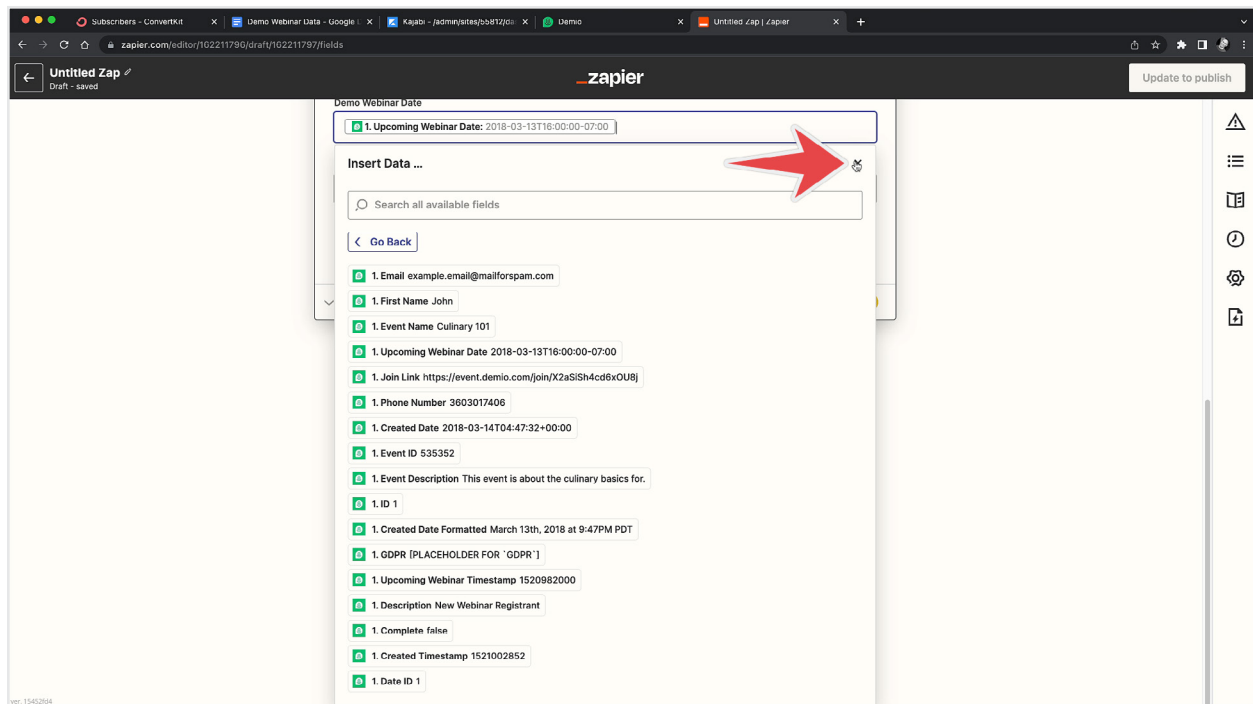 Subscribers - ConvertKit
Demo Webinar Data - Google
Kajabi - /admin/sites/55812/da
Demio
Untitled Zap | Zapier
zapier.com/editor/102211796/draft/102211797/fields
Untitled Zap
Draft - saved
_zapier
Update to publish
Demo Webinar Date
1. Upcoming Webinar Date: 2018-03-13T16:00:00-07:00
Insert Data ...
Search all available fields
Go Back
1. Email example.email@mailforspam.com
1. First Name John
1. Event Name Culinary 101
1. Upcoming Webinar Date 2018-03-13T16:00:00-07:00
1. Join Link https://event.demio.com/join/X2aSiSh4cd6xOU8j
1. Phone Number 3603017406
1. Created Date 2018-03-14T04:47:32+00:00
1. Event ID 535352
1. Event Description This event is about the culinary basics for.
1. ID 1
1. Created Date Formatted March 13th, 2018 at 9:47PM PDT
1. GDPR [PLACEHOLDER FOR `GDPR`]
1. Upcoming Webinar Timestamp 1520982000
1. Description New Webinar Registrant
1. Complete false
1. Created Timestamp 1521002852
1. Date ID 1
ver. 15452fd4